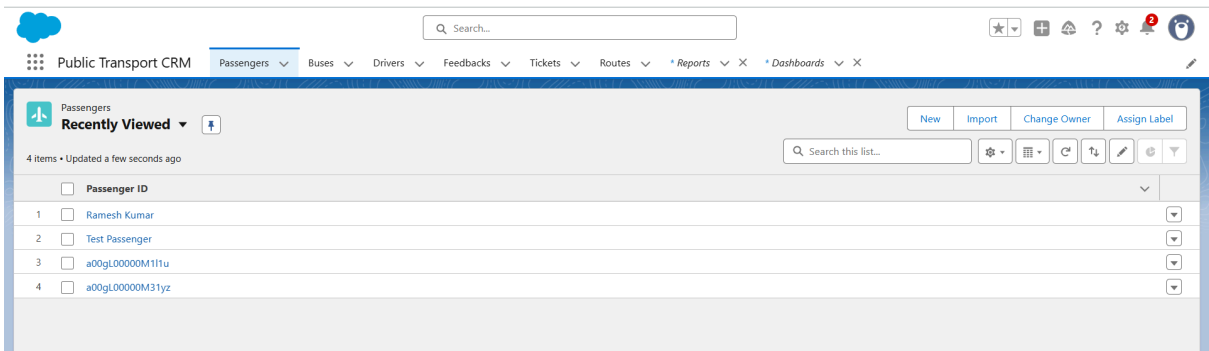 Search...
2
Public Transport CRM Passengers Buses Drivers Feedbacks Tickets Routes * Reports * Dashboards
Passengers
Recently Viewed
New Import Change Owner Assign Label
4 items • Updated a few seconds ago
Search this list...
Passenger ID
1 Ramesh Kumar
2 Test Passenger
3 a00gL00000M1l1u
4 a00gL00000M31yz